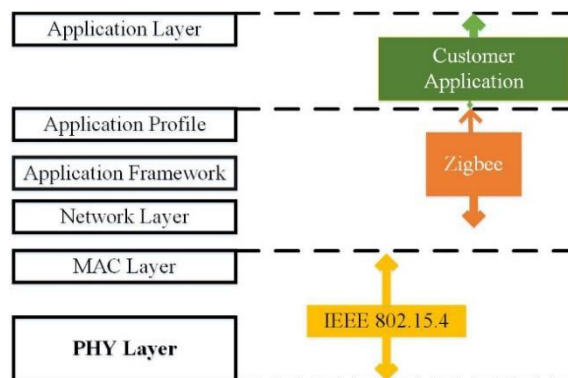 Application Layer
Customer
Application
Application Profile
Zigbee
Application Framework
Network Layer
MAC Layer
IEEE 802.15.4
PHY Layer